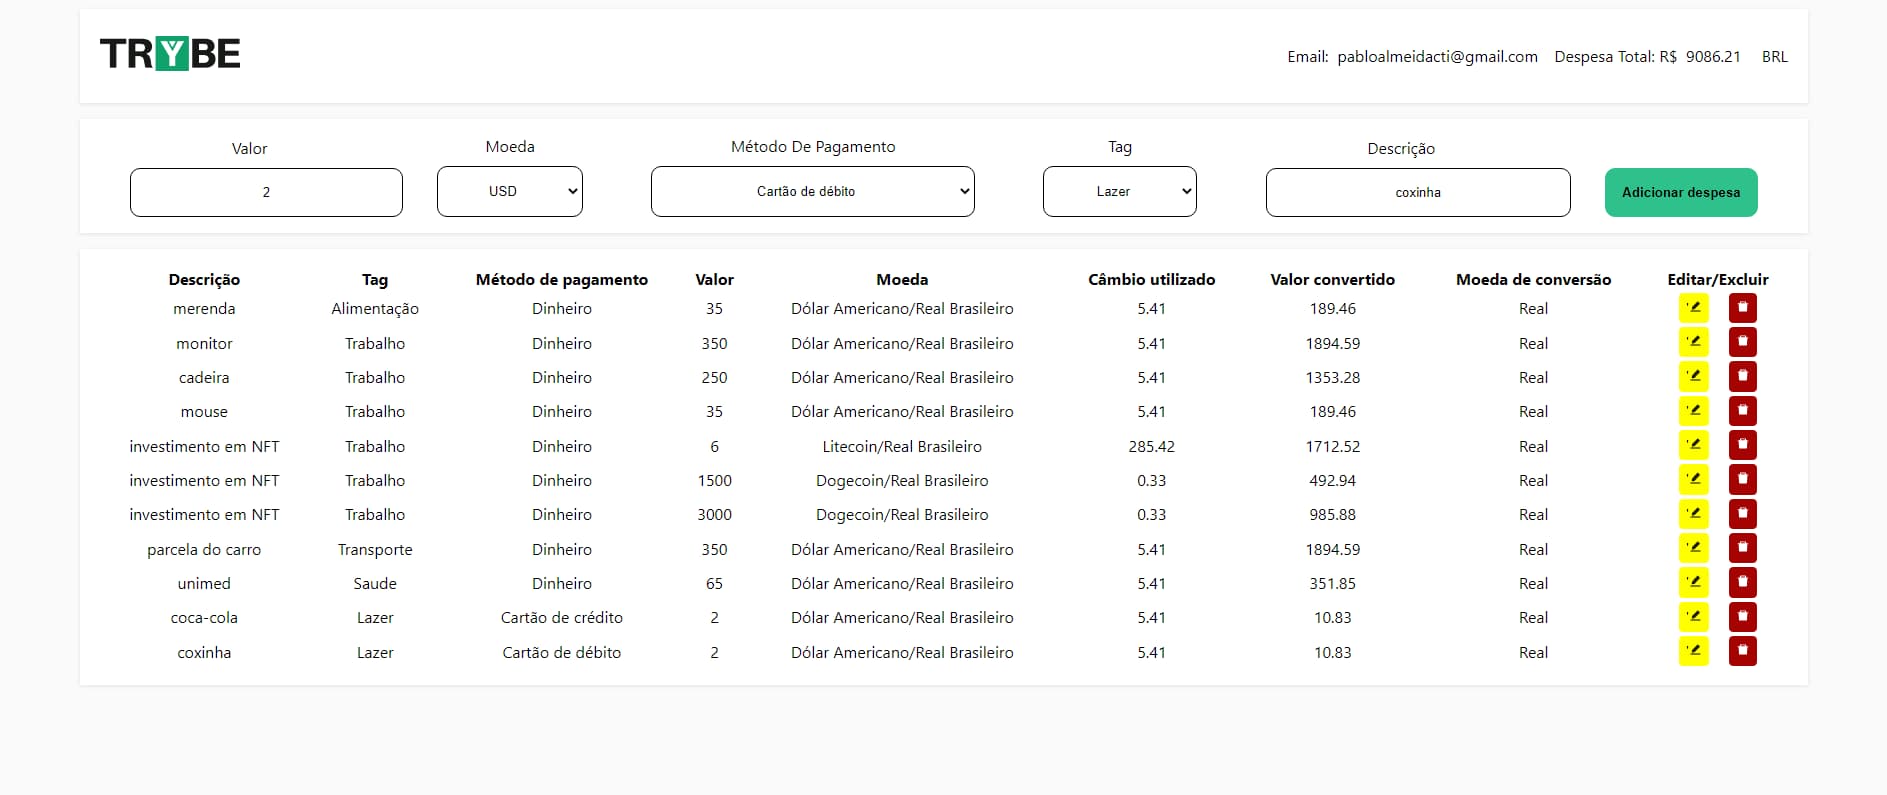 TRYBE
Email: pabloalmeidacti@gmail.com Despesa Total: R$ 9086.21 BRL
Valor Moeda Método De Pagamento Tag Descrição
2 USD Cartão de débito Lazer coxinha Adicionar despesa
Descrição Tag Método de pagamento Valor Moeda Câmbio utilizado Valor convertido Moeda de conversão Editar/Excluir
merenda Alimentação Dinheiro 35 Dólar Americano/Real Brasileiro 5.41 189.46 Real
monitor Trabalho Dinheiro 350 Dólar Americano/Real Brasileiro 5.41 1894.59 Real
cadeira Trabalho Dinheiro 250 Dólar Americano/Real Brasileiro 5.41 1353.28 Real
mouse Trabalho Dinheiro 35 Dólar Americano/Real Brasileiro 5.41 189.46 Real
investimento em NFT Trabalho Dinheiro 6 Litecoin/Real Brasileiro 285.42 1712.52 Real
investimento em NFT Trabalho Dinheiro 1500 Dogecoin/Real Brasileiro 0.33 492.94 Real
investimento em NFT Trabalho Dinheiro 3000 Dogecoin/Real Brasileiro 0.33 985.88 Real
parcela do carro Transporte Dinheiro 350 Dólar Americano/Real Brasileiro 5.41 1894.59 Real
unimed Saude Dinheiro 65 Dólar Americano/Real Brasileiro 5.41 351.85 Real
coca-cola Lazer Cartão de crédito 2 Dólar Americano/Real Brasileiro 5.41 10.83 Real
coxinha Lazer Cartão de débito 2 Dólar Americano/Real Brasileiro 5.41 10.83 Real